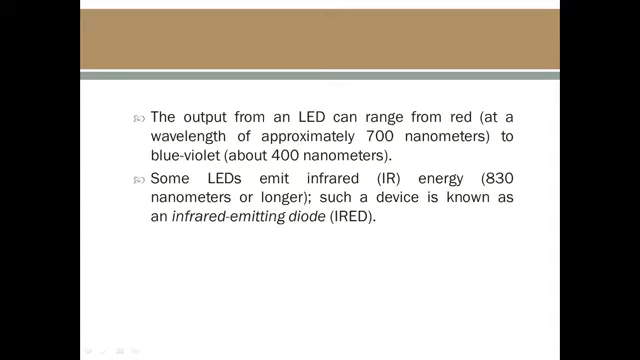 The output from an LED can range from red (at a
wavelength of approximately 700 nanometers) to
blue-violet (about 400 nanometers).
Some LEDs emit infrared (IR) energy (830
nanometers or longer); such a device is known as
an infrared-emitting diode (IRED).